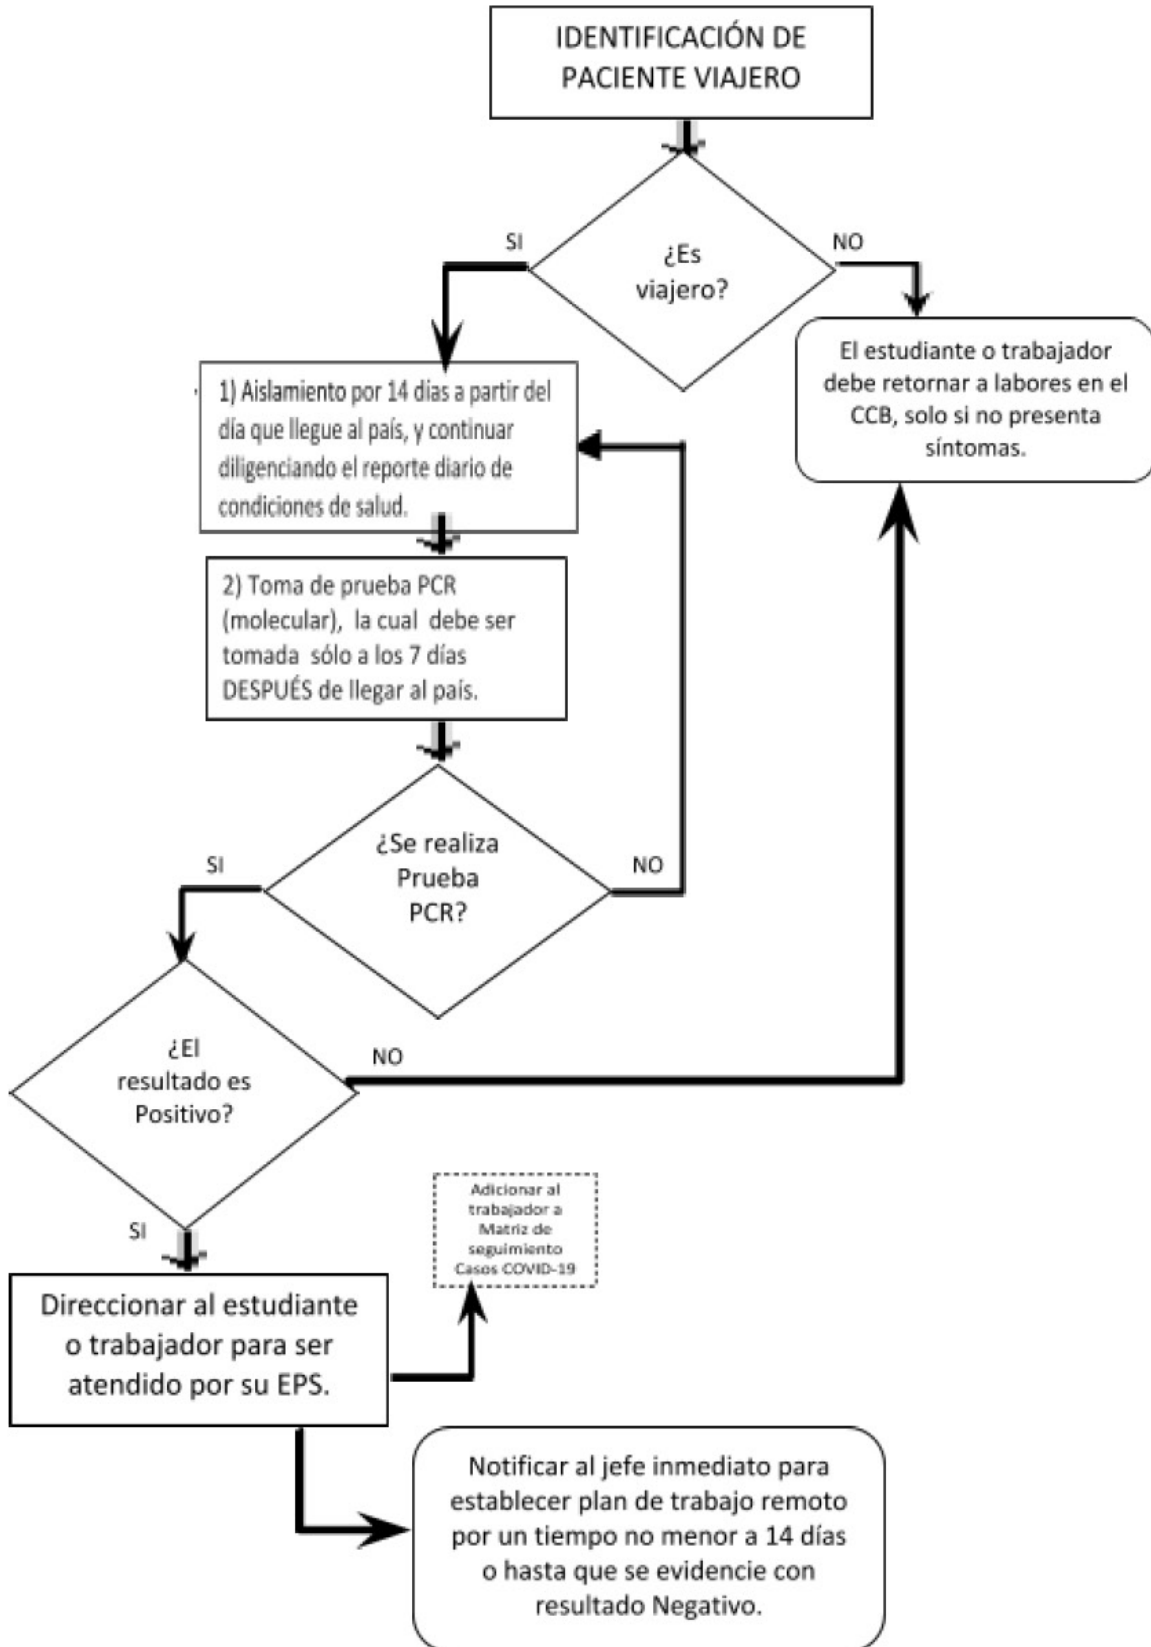 IDENTIFICACIÓN DE
PACIENTE VIAJERO
SI
NO
¿Es
viajero?
El estudiante o trabajador
debe retornar a labores en el
CCB, solo si no presenta
síntomas.
1) Aislamiento por 14 días a partir del
día que llegue al país, y continuar
diligenciando el reporte diario de
condiciones de salud.
2) Toma de prueba PCR
(molecular), la cual debe ser
tomada sólo a los 7 días
DESPUÉS de llegar al país.
SI
¿Se realiza
Prueba
PCR?
NO
¿El
resultado es
Positivo?
NO
SI
Adicionar al
trabajador a
Matriz de
seguimiento
Casos COVID-19
Direccionar al estudiante
o trabajador para ser
atendido por su EPS.
Notificar al jefe inmediato para
establecer plan de trabajo remoto
por un tiempo no menor a 14 días
o hasta que se evidencie con
resultado Negativo.